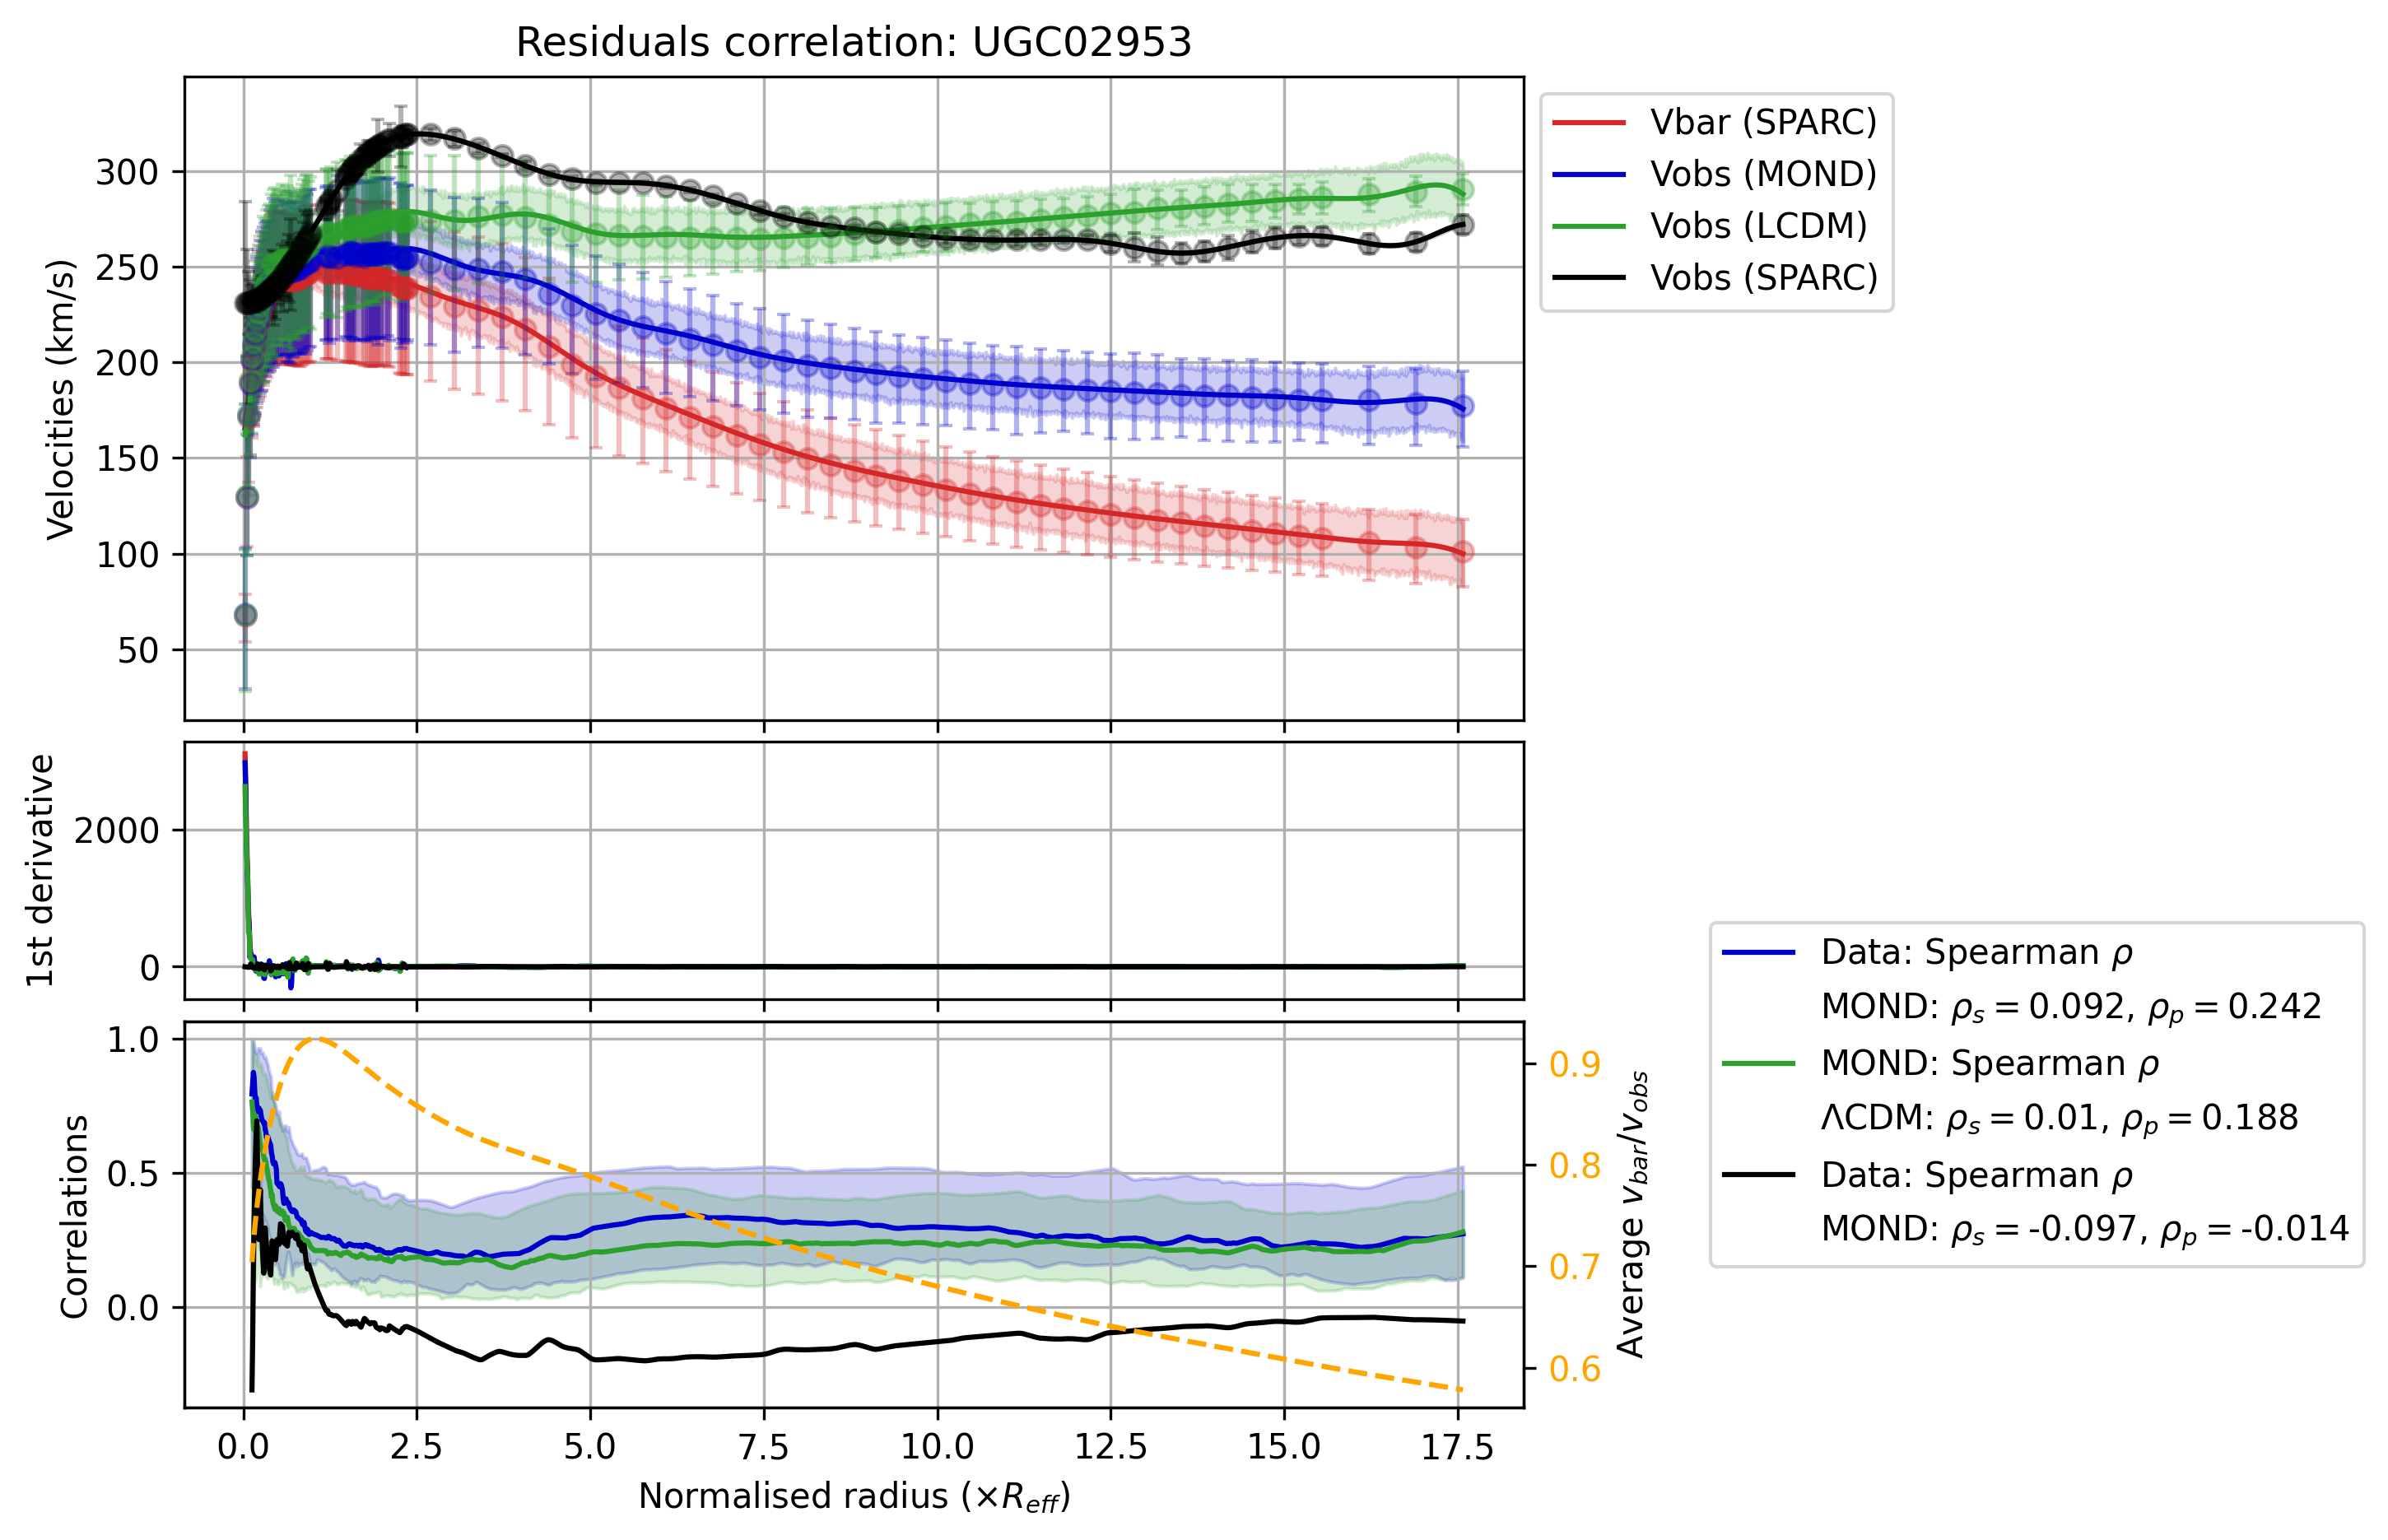 Residuals correlation: UGC02953
Velocities (km/s)
300
250
200
150
100
50
Vbar (SPARC)
Vobs (MOND)
Vobs (LCDM)
Vobs (SPARC)
1st derivative
2000
0
Correlations
1.0
0.5
0.0
0.9
0.8
0.7
0.6
Average v_bar/v_obs
0.0 2.5 5.0 7.5 10.0 12.5 15.0 17.5
Normalised radius (×R_eff)
Data: Spearman ρ
MOND: ρ_s = 0.092, ρ_p = 0.242
MOND: Spearman ρ
ΛCDM: ρ_s = 0.01, ρ_p = 0.188
Data: Spearman ρ
MOND: ρ_s = -0.097, ρ_p = -0.014